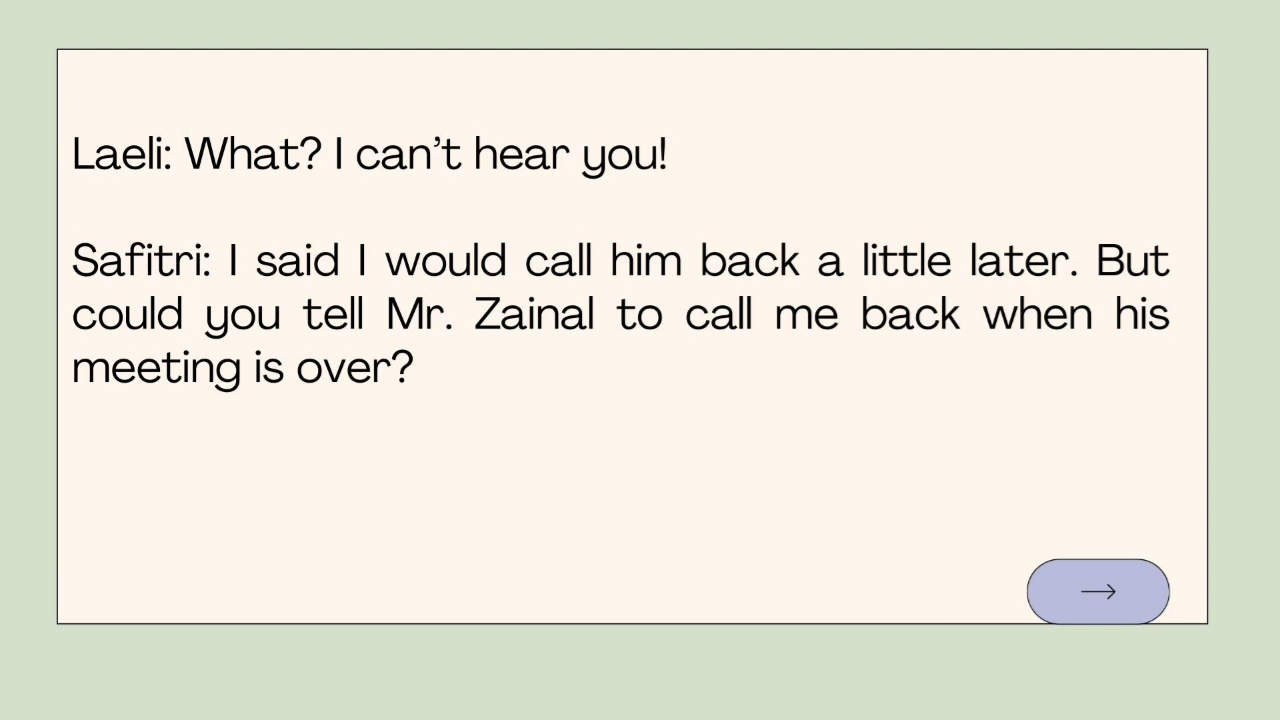 Laeli: What? I can’t hear you!
Safitri: I said I would call him back a little later. But
could you tell Mr. Zainal to call me back when his
meeting is over?